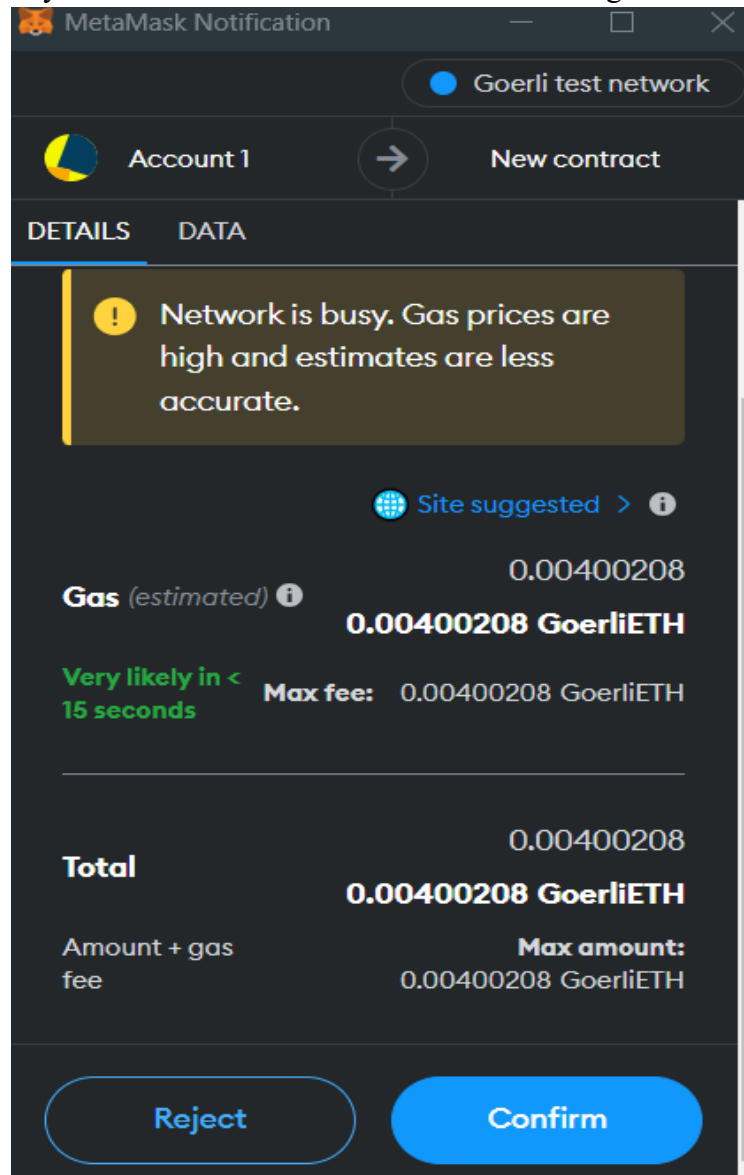 MetaMask Notification
Goerli test network
Account 1
New contract
DETAILS DATA
Network is busy. Gas prices are
high and estimates are less
accurate.
Site suggested >
0.00400208
Gas (estimated)
0.00400208 GoerliETH
Very likely in <
15 seconds
Max fee: 0.00400208 GoerliETH
0.00400208
Total
0.00400208 GoerliETH
Amount + gas
fee
Max amount:
0.00400208 GoerliETH
Reject Confirm